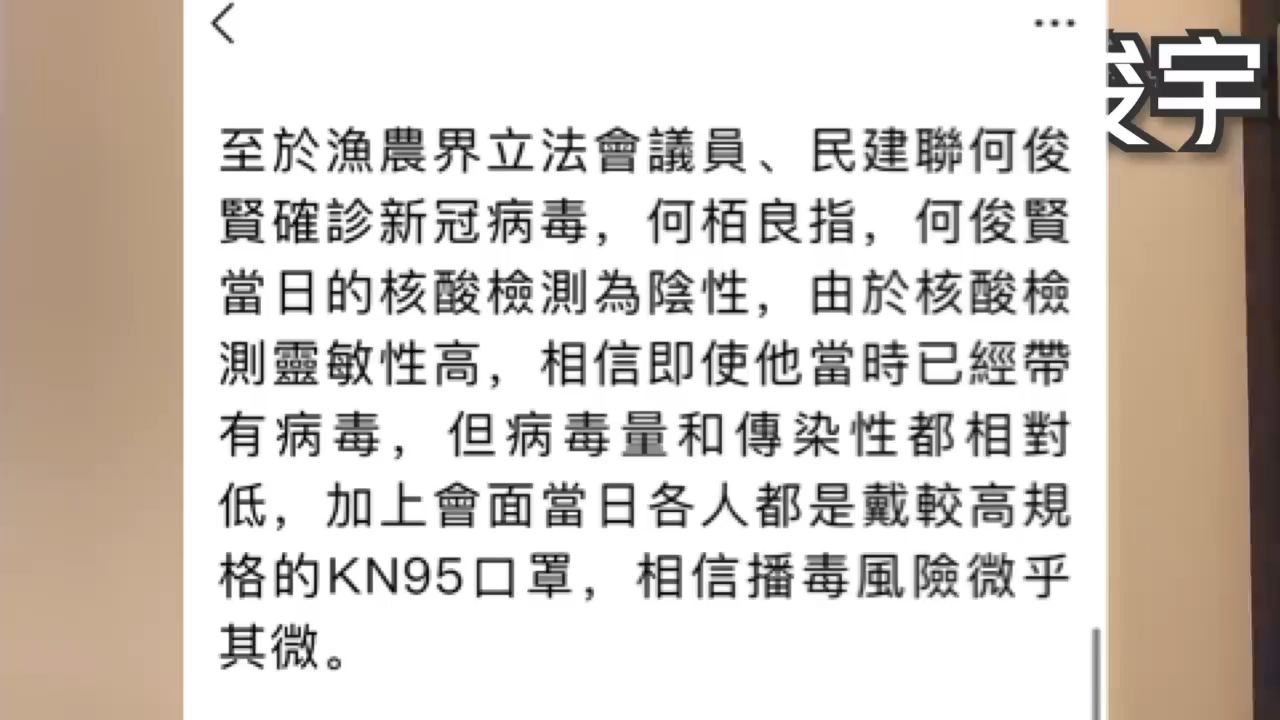 至於漁農界立法會議員、民建聯何俊
賢確診新冠病毒，何栢良指，何俊賢
當日的核酸檢測為陰性，由於核酸檢
測靈敏性高，相信即使他當時已經帶
有病毒，但病毒量和傳染性都相對
低，加上會面當日各人都是戴較高規
格的KN95口罩，相信播毒風險微乎
其微。
宇